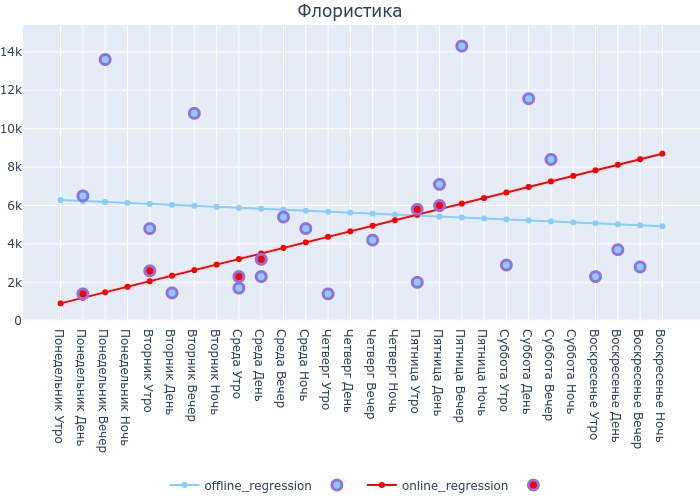 Флористика
14k
12k
10k
8k
6k
4k
2k
0
Понедельник Утро
Понедельник День
Понедельник Вечер
Понедельник Ночь
Вторник Утро
Вторник День
Вторник Вечер
Вторник Ночь
Среда Утро
Среда День
Среда Вечер
Среда Ночь
Четверг Утро
Четверг День
Четверг Вечер
Четверг Ночь
Пятница Утро
Пятница День
Пятница Вечер
Пятница Ночь
Суббота Утро
Суббота День
Суббота Вечер
Суббота Ночь
Воскресенье Утро
Воскресенье День
Воскресенье Вечер
Воскресенье Ночь
offline_regression
online_regression